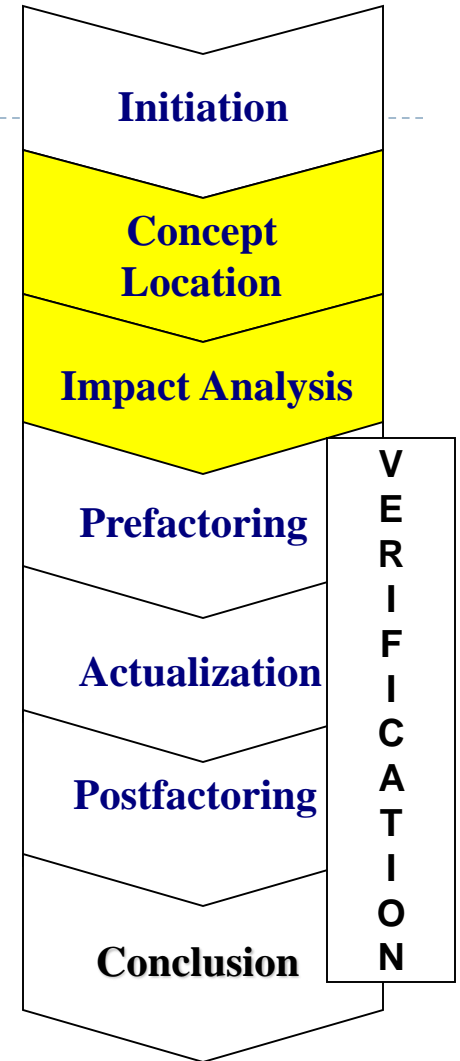 Initiation
Concept
Location
Impact Analysis
Prefactoring
Actualization
Postfactoring
Conclusion
V
E
R
I
F
I
C
A
T
I
O
N